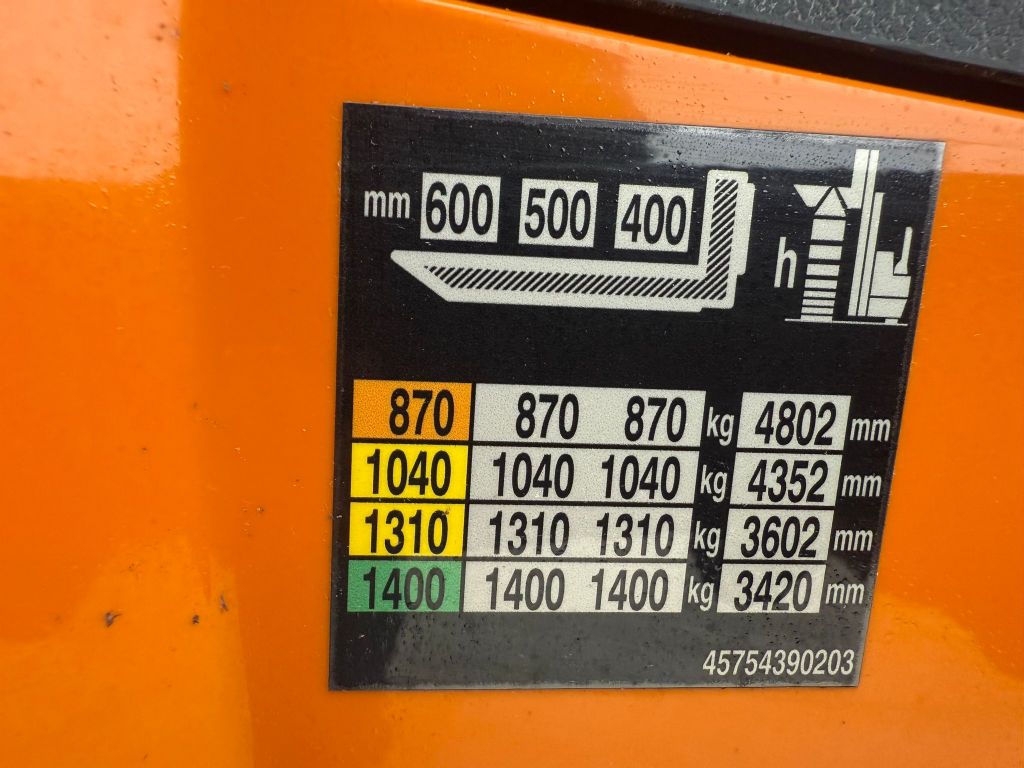 mm 600 500 400
h
870 870 870 kg 4802 mm
1040 1040 1040 kg 4352 mm
1310 1310 1310 kg 3602 mm
1400 1400 1400 kg 3420 mm
45754390203